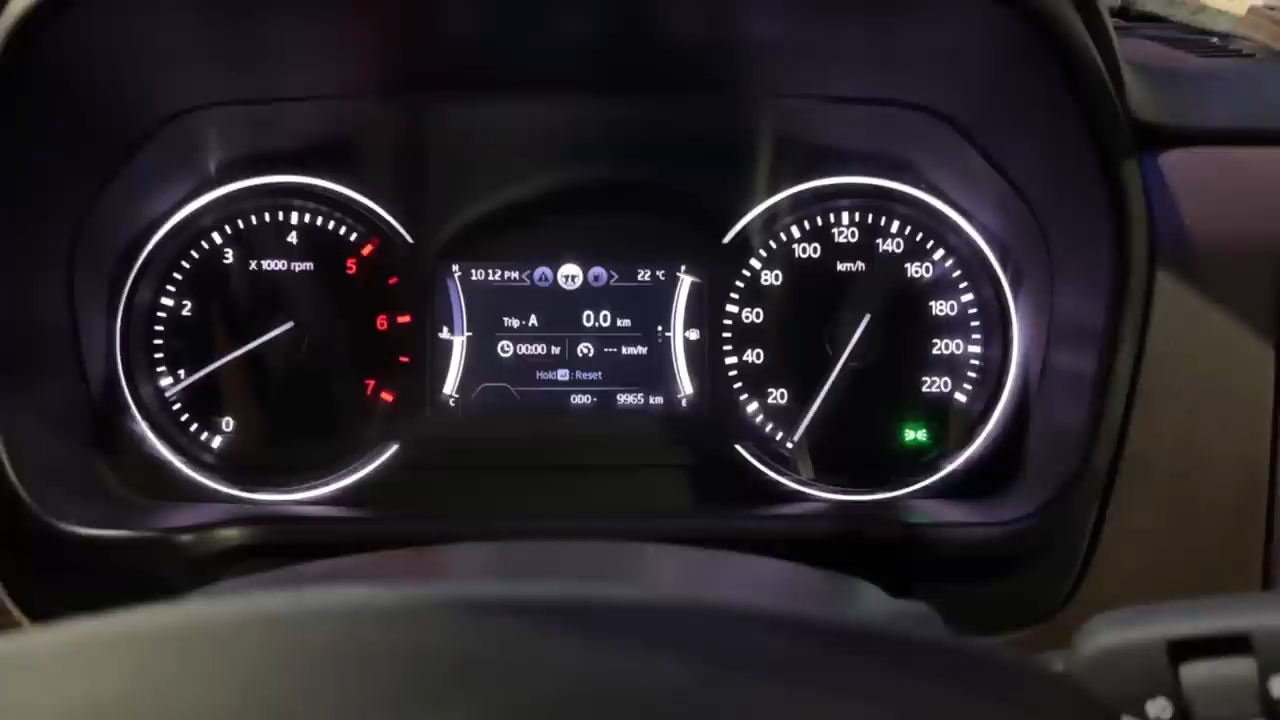 0
1
2
3
4
5
6
7
X 1000 rpm
H
C
10 12 PM
22 °C
Trip - A 0.0 km
00:00 hr --- km/hr
Hold : Reset
ODO - 9965 km
F
E
20
40
60
80
100
120
140
160
180
200
220
km/h